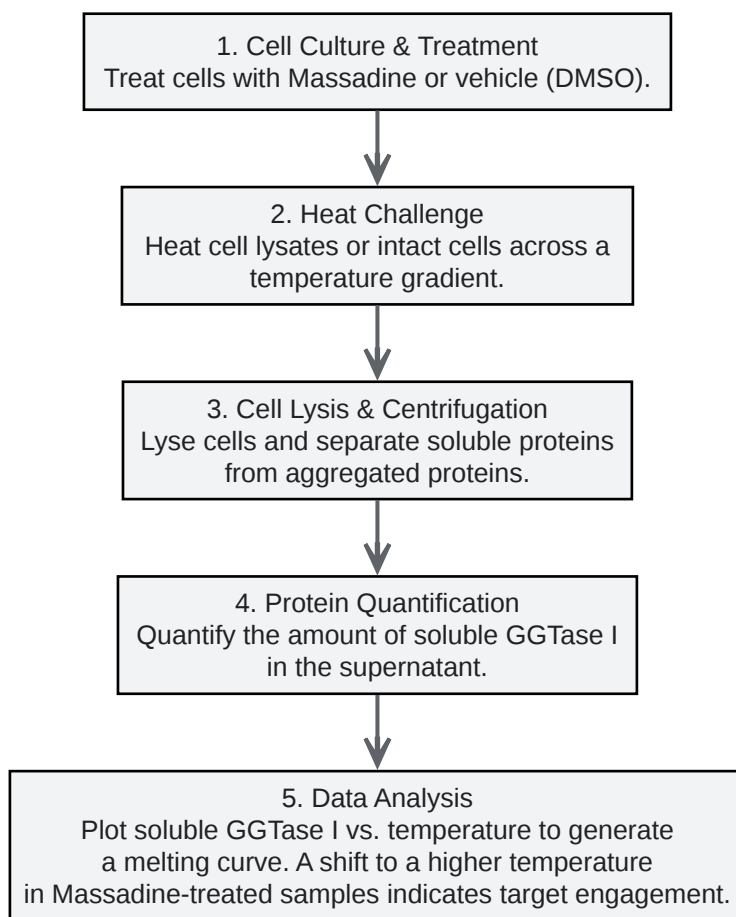 1. Cell Culture & Treatment
Treat cells with Massadine or vehicle (DMSO).
2. Heat Challenge
Heat cell lysates or intact cells across a
temperature gradient.
3. Cell Lysis & Centrifugation
Lyse cells and separate soluble proteins
from aggregated proteins.
4. Protein Quantification
Quantify the amount of soluble GGTase I
in the supernatant.
5. Data Analysis
Plot soluble GGTase I vs. temperature to generate
a melting curve. A shift to a higher temperature
in Massadine-treated samples indicates target engagement.